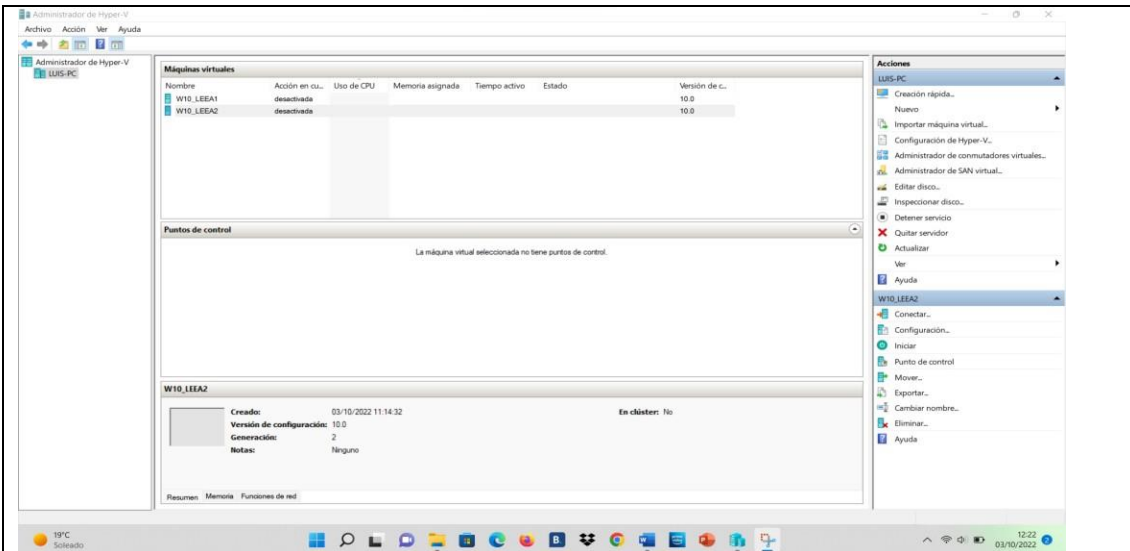 Administrador de Hyper-V
Archivo Acción Ver Ayuda
Administrador de Hyper-V
LUIS-PC
Máquinas virtuales
Nombre Acción en cu... Uso de CPU Memoria asignada Tiempo activo Estado Versión de c...
W10_LEEA1 desactivada 10.0
W10_LEEA2 desactivada 10.0
Puntos de control
La máquina virtual seleccionada no tiene puntos de control.
W10_LEEA2
Creado: 03/10/2022 11:14:32 En clúster: No
Versión de configuración: 10.0
Generación: 2
Notas: Ninguno
Resumen Memoria Funciones de red
Acciones
LUIS-PC
Creación rápida...
Nuevo
Importar máquina virtual...
Configuración de Hyper-V...
Administrador de conmutadores virtuales...
Administrador de SAN virtual...
Editar disco...
Inspeccionar disco...
Detener servicio
Quitar servidor
Actualizar
Ver
Ayuda
W10_LEEA2
Conectar...
Configuración...
Iniciar
Punto de control
Mover...
Exportar...
Cambiar nombre...
Eliminar...
Ayuda
19°C
Soleado
12:22
03/10/2022